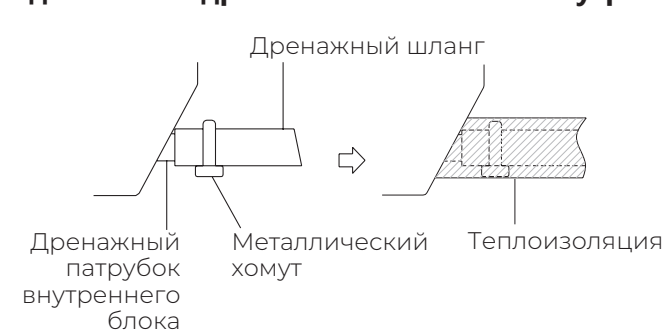 Дренажный шланг
Дренажный
патрубок
внутреннего
блока
Металлический
хомут
Теплоизоляция